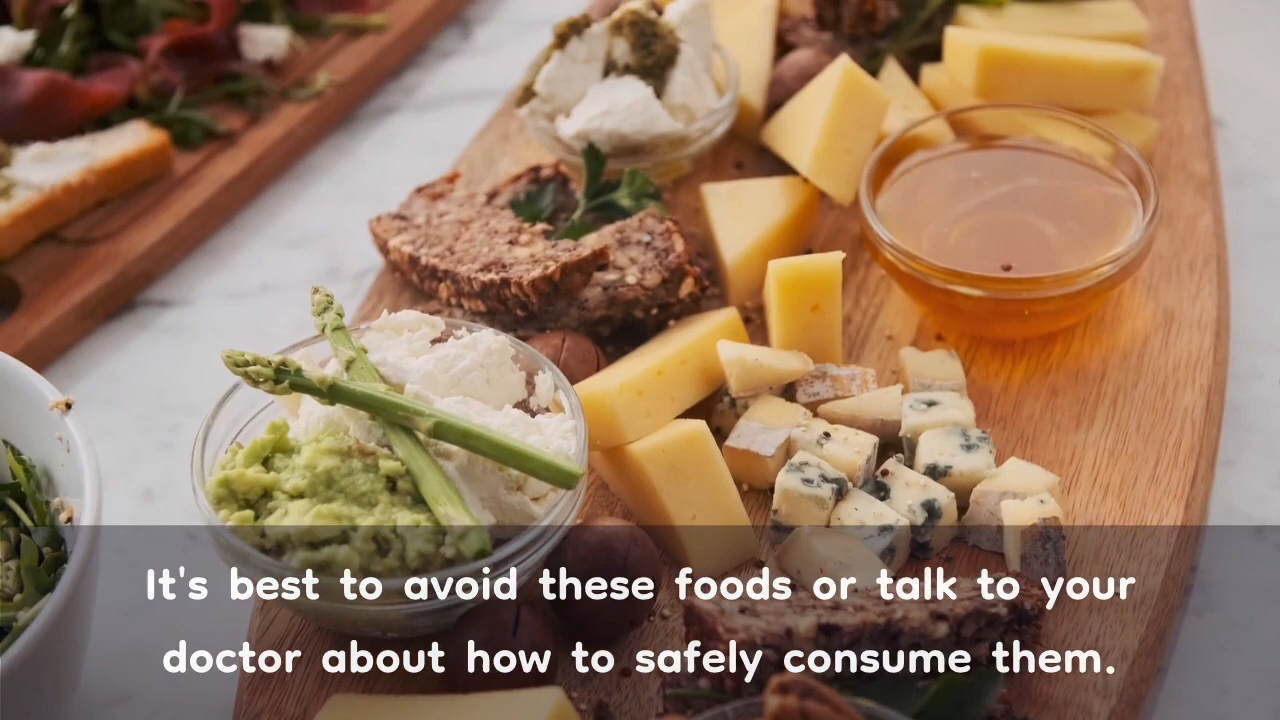 It's best to avoid these foods or talk to your
doctor about how to safely consume them.